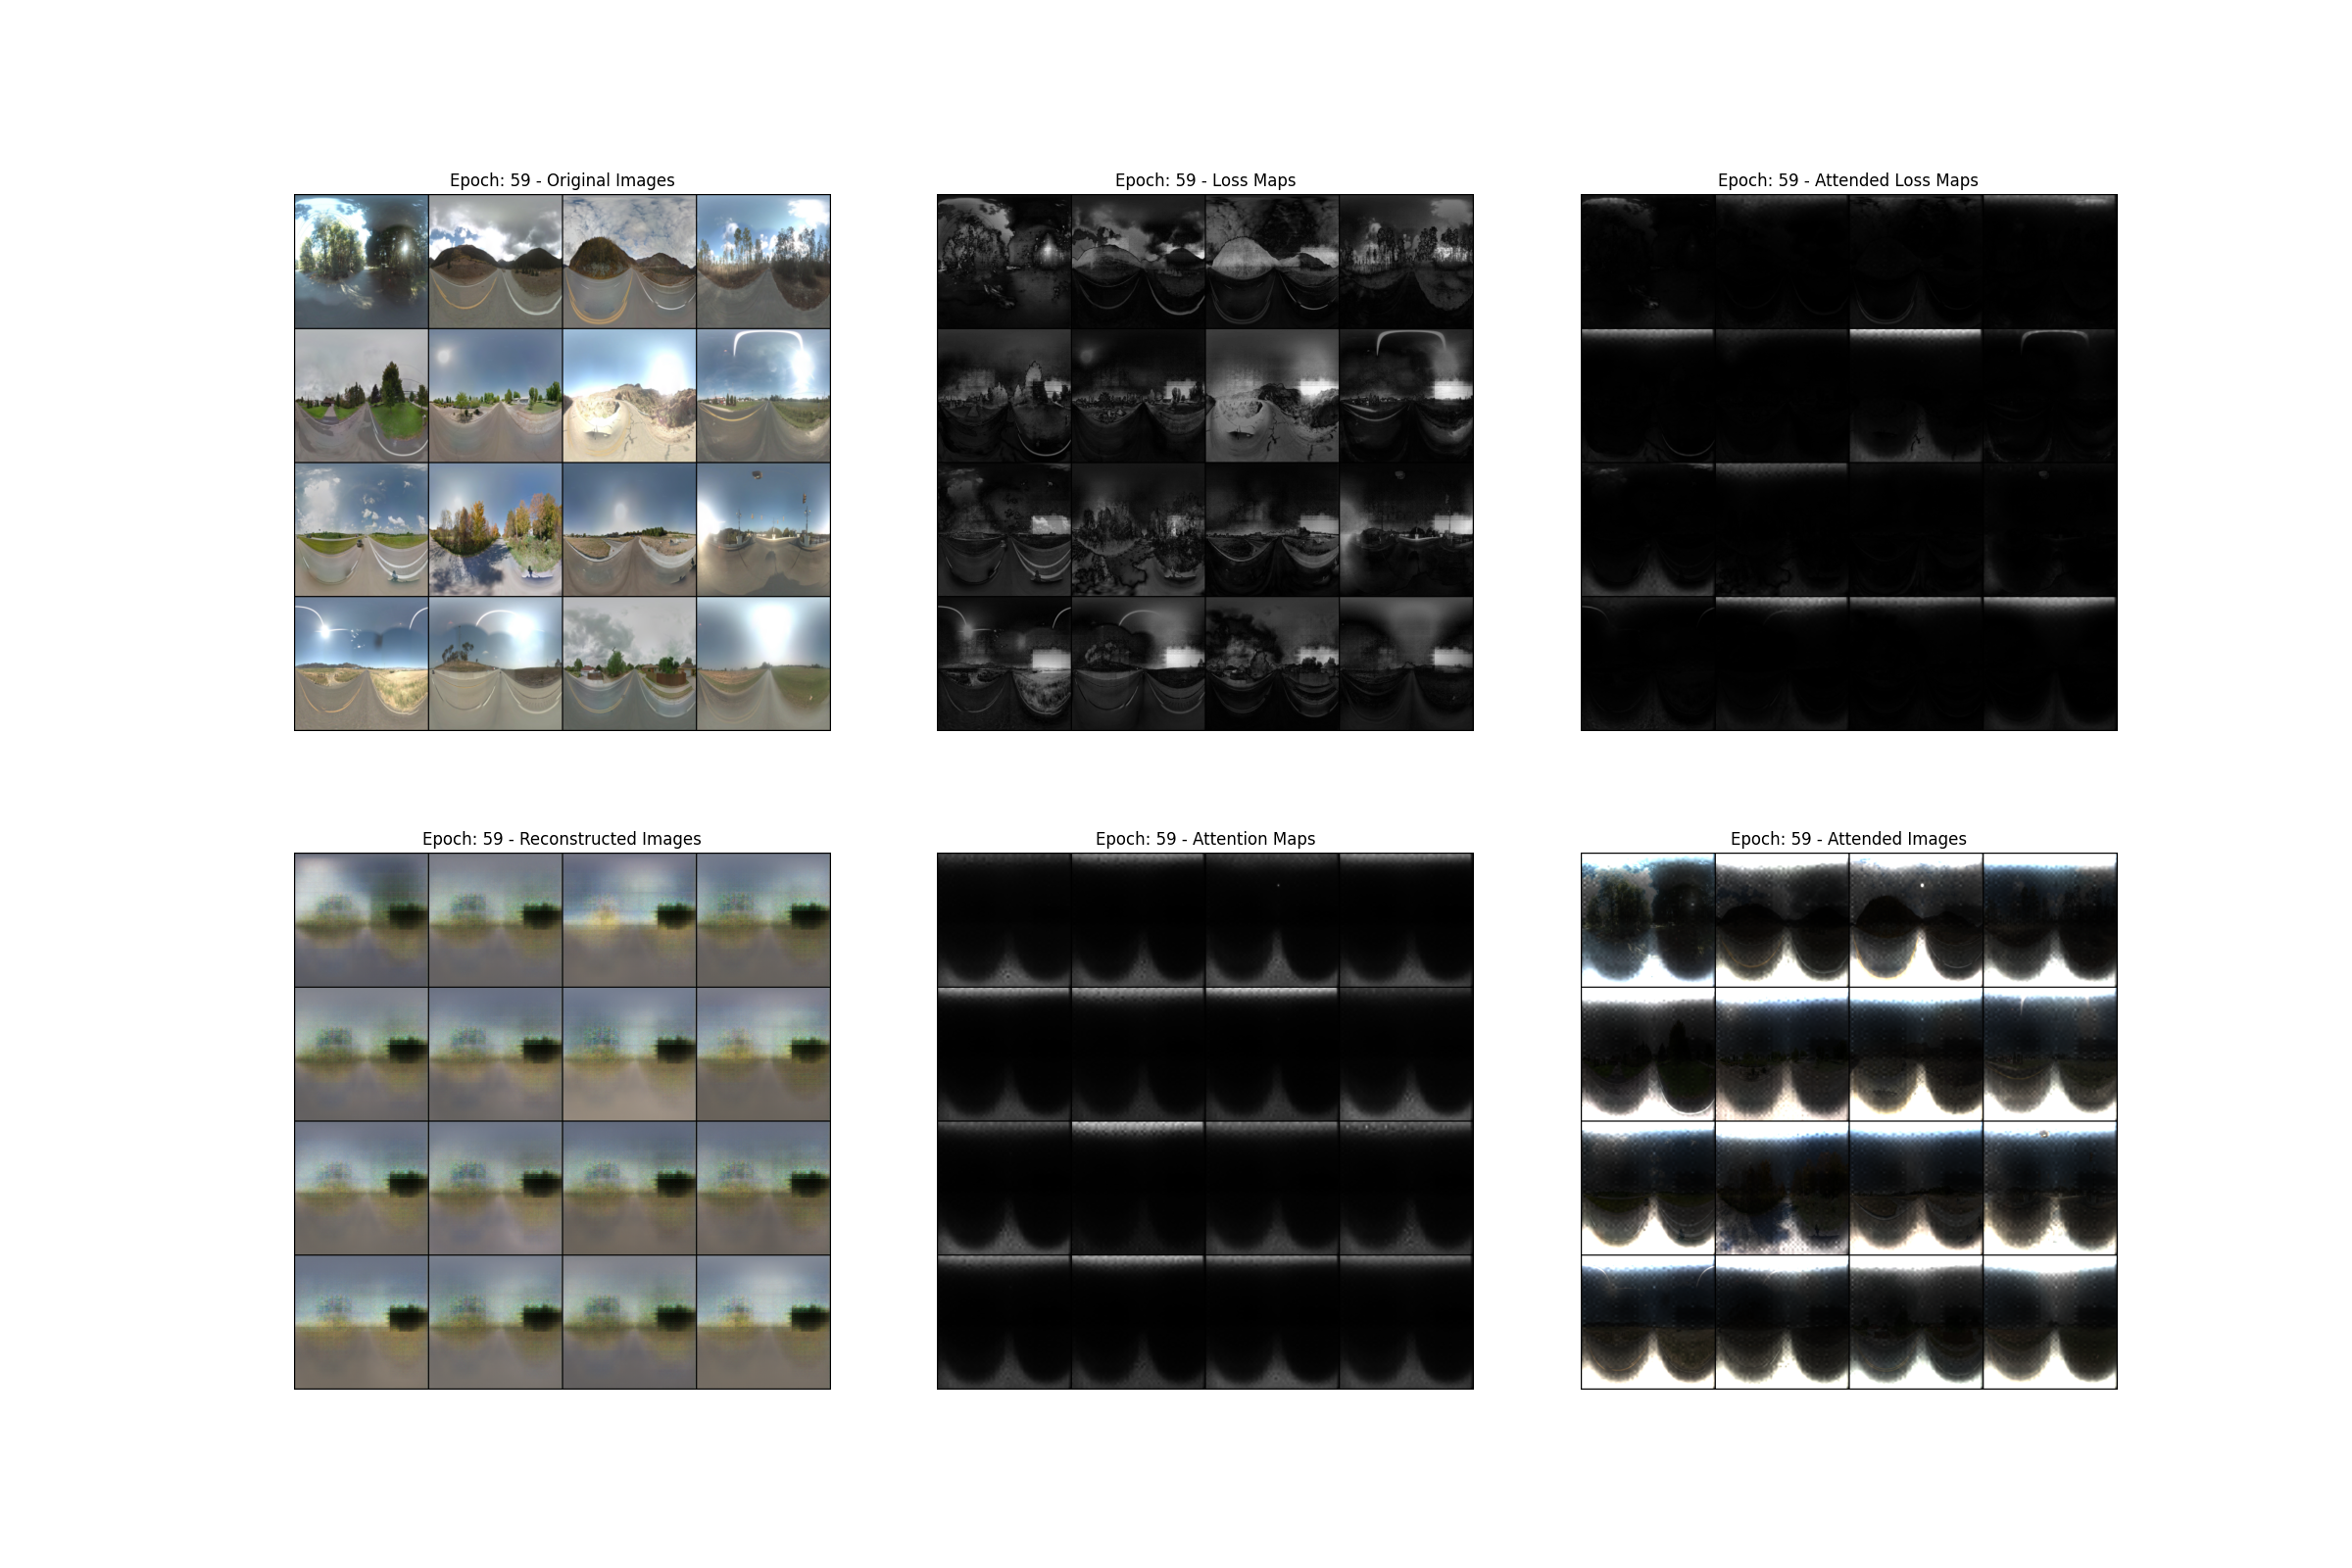 Epoch: 59 - Original Images
Epoch: 59 - Loss Maps
Epoch: 59 - Attended Loss Maps
Epoch: 59 - Reconstructed Images
Epoch: 59 - Attention Maps
Epoch: 59 - Attended Images